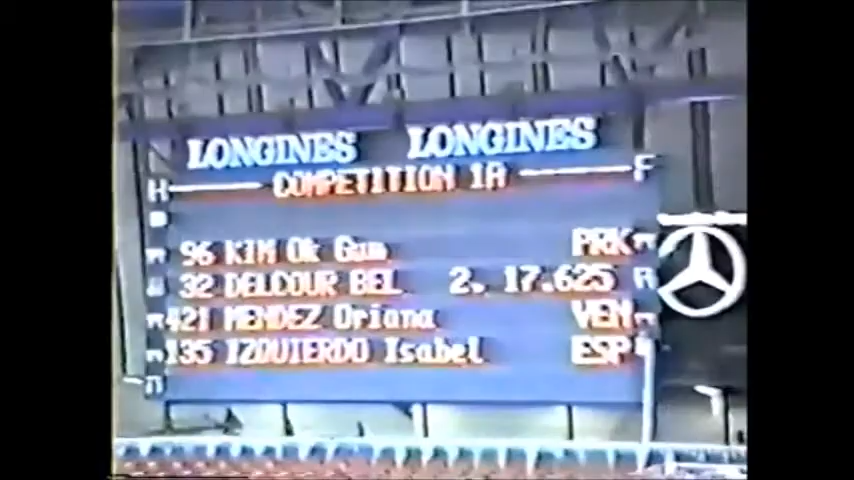 LONGINES LONGINES
COMPETITION 1A
96 KIM Ok Gum PRK
32 DELCOUR BEL 2. 17.625
421 MENDEZ Oriana VEN
135 IZQUIERDO Isabel ESP